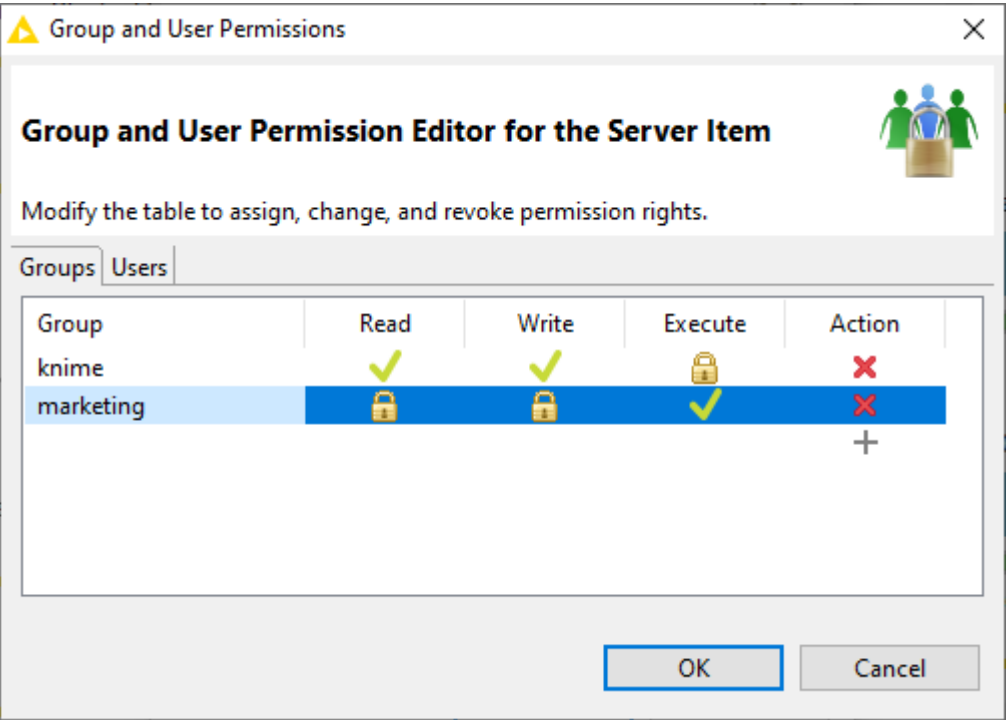 Group and User Permissions
Group and User Permission Editor for the Server Item
Modify the table to assign, change, and revoke permission rights.
Groups Users
Group Read Write Execute Action
knime
marketing
OK Cancel